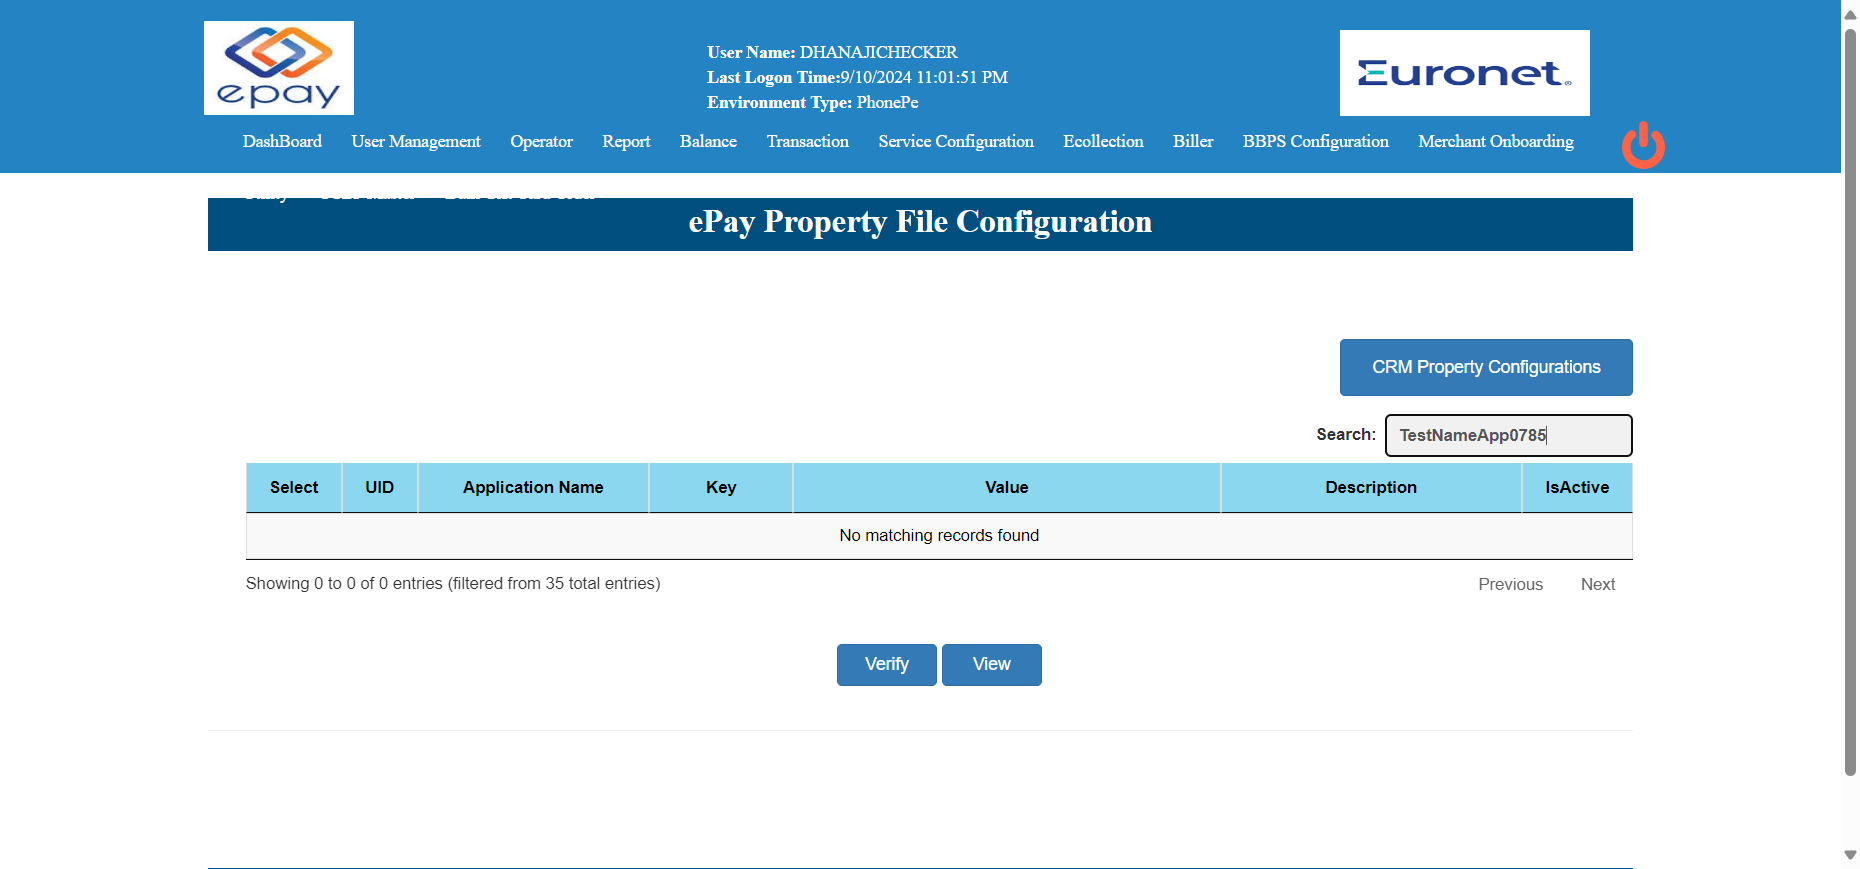 epay
User Name: DHANAJICHECKER
Last Logon Time:9/10/2024 11:01:51 PM
Environment Type: PhonePe
Euronet
DashBoard User Management Operator Report Balance Transaction Service Configuration Ecollection Biller BBPS Configuration Merchant Onboarding
ePay Property File Configuration
CRM Property Configurations
Search: TestNameApp0785
Select UID Application Name Key Value Description IsActive
No matching records found
Showing 0 to 0 of 0 entries (filtered from 35 total entries)
Previous Next
Verify View